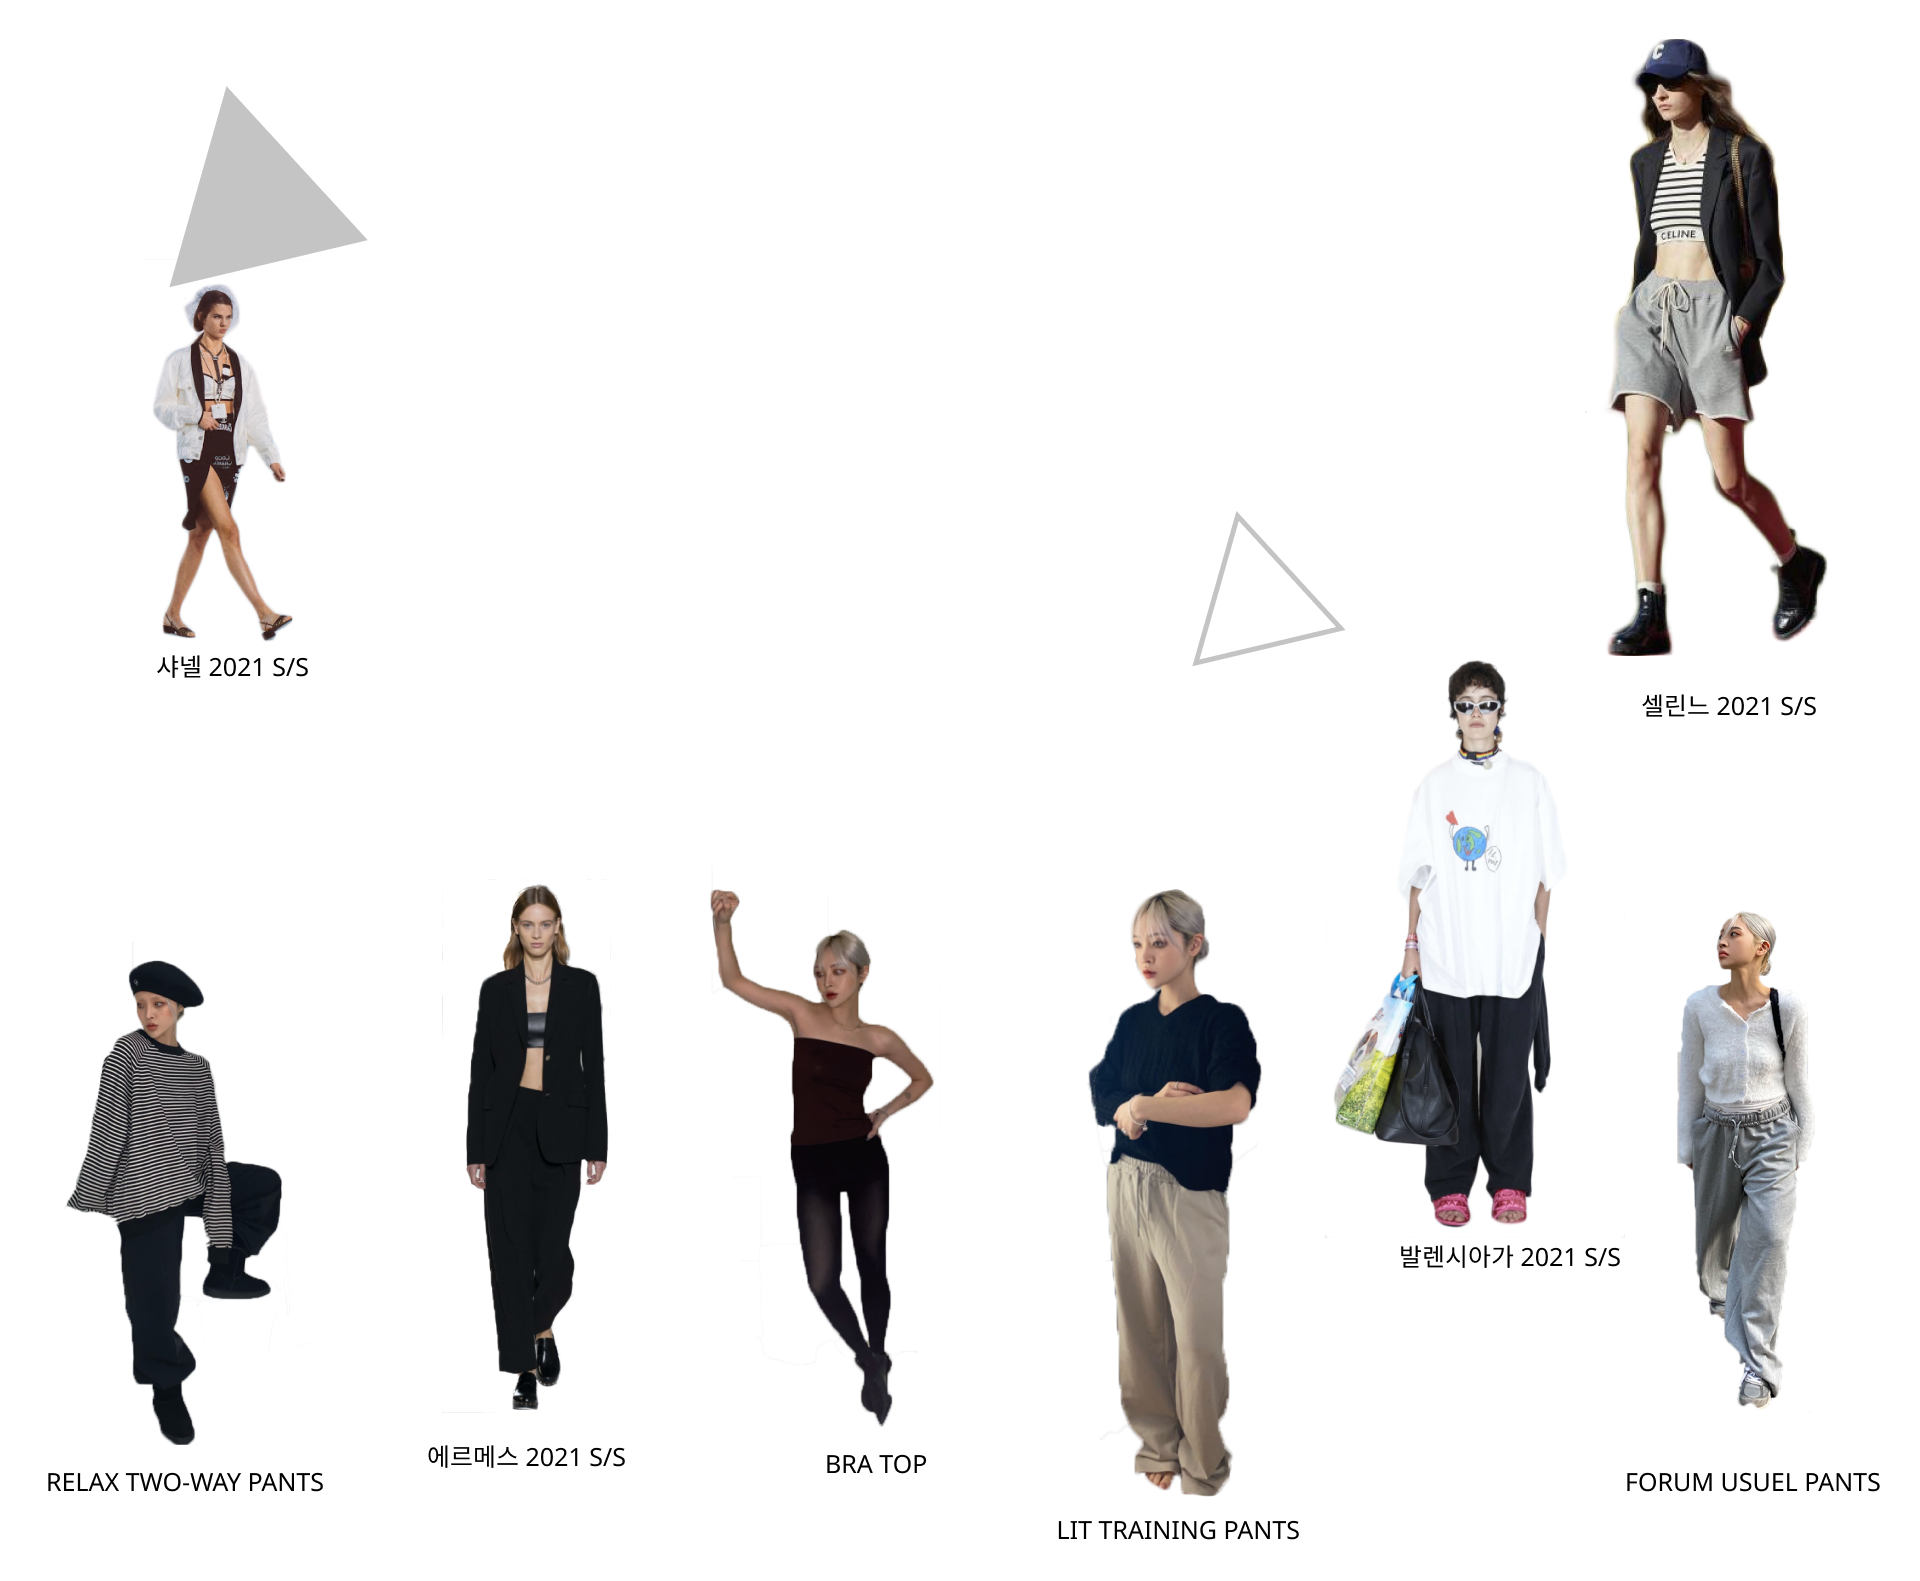 C
CELINE
샤넬 2021 S/S
셀린느 2021 S/S
발렌시아가 2021 S/S
에르메스 2021 S/S
BRA TOP
RELAX TWO-WAY PANTS
FORUM USUEL PANTS
LIT TRAINING PANTS